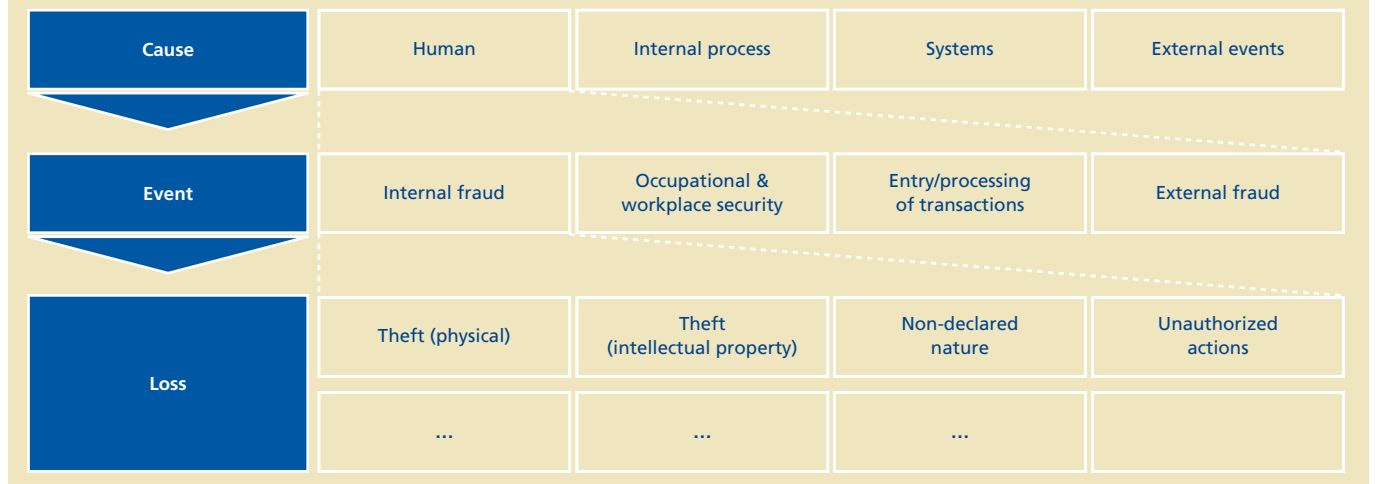 Cause
Human
Internal process
Systems
External events
Event
Internal fraud
Occupational &
workplace security
Entry/processing
of transactions
External fraud
Loss
Theft (physical)
Theft
(intellectual property)
Non-declared
nature
Unauthorized
actions
...
...
...